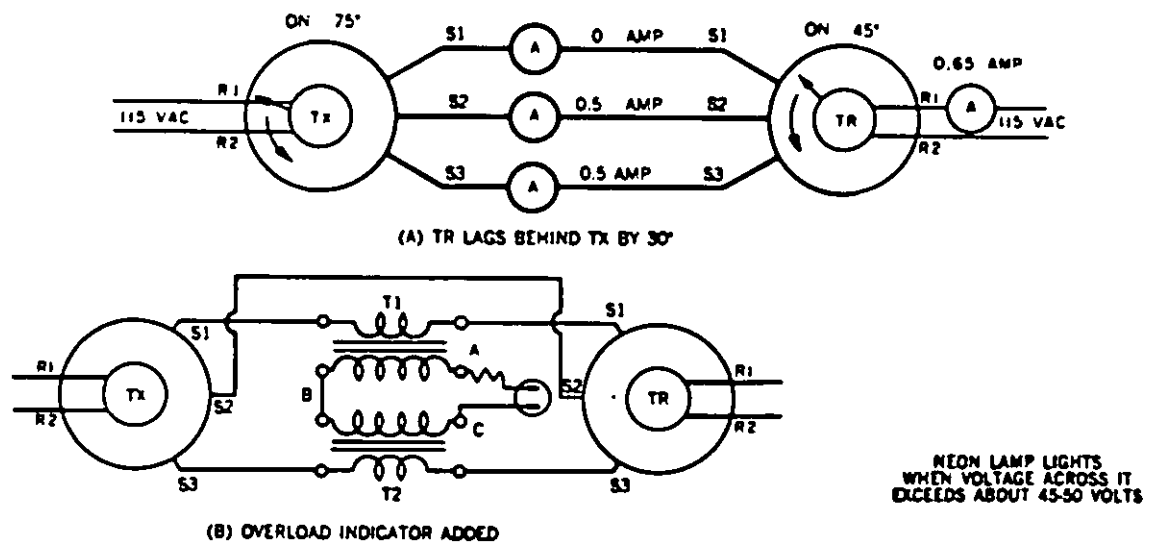 ON 75°
ON 45°
S1 A 0 AMP S1
0.65 AMP
R1 TX S2 A 0.5 AMP S2 TR R1 A
115 VAC
115 VAC
R2 R2
S3 A 0.5 AMP S3
(A) TR LAGS BEHIND TX BY 30°
T1
S1 S1
A
R1 R1
TX B S2 TR
S2
R2 C R2
S3 T2 S3
NEON LAMP LIGHTS
WHEN VOLTAGE ACROSS IT
EXCEEDS ABOUT 45-50 VOLTS
(B) OVERLOAD INDICATOR ADDED